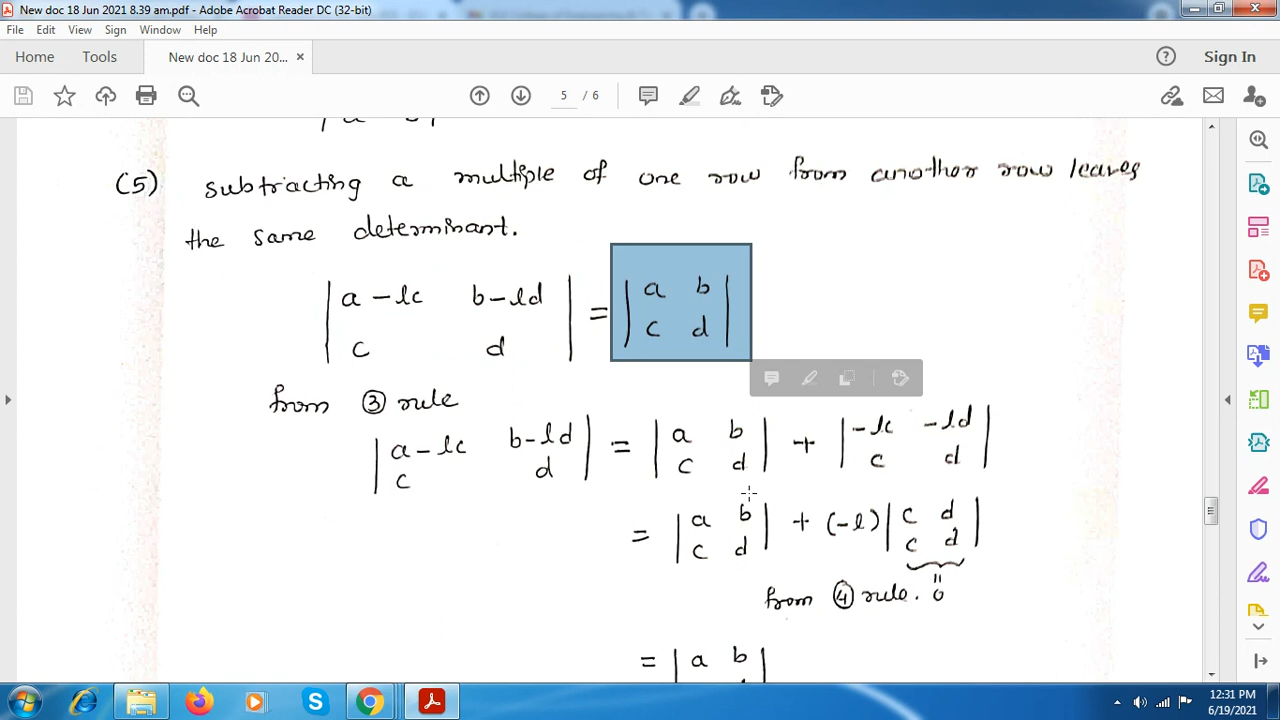 New doc 18 Jun 2021 8.39 am.pdf - Adobe Acrobat Reader DC (32-bit)
File Edit View Sign Window Help
Home Tools New doc 18 Jun 20... × Sign In
5 / 6
(5) subtracting a multiple of one row from another row leaves
the same determinant.
| a - lc b - ld | = | a b |
| c d | | c d |
from ③ rule
| a - lc b - ld | = | a b | + | -lc -ld |
| c d | | c d | | c d |
= | a b | + (-l) | c d |
| c d | | c d |
from ④ rule. 0
= | a b |
12:31 PM
6/19/2021